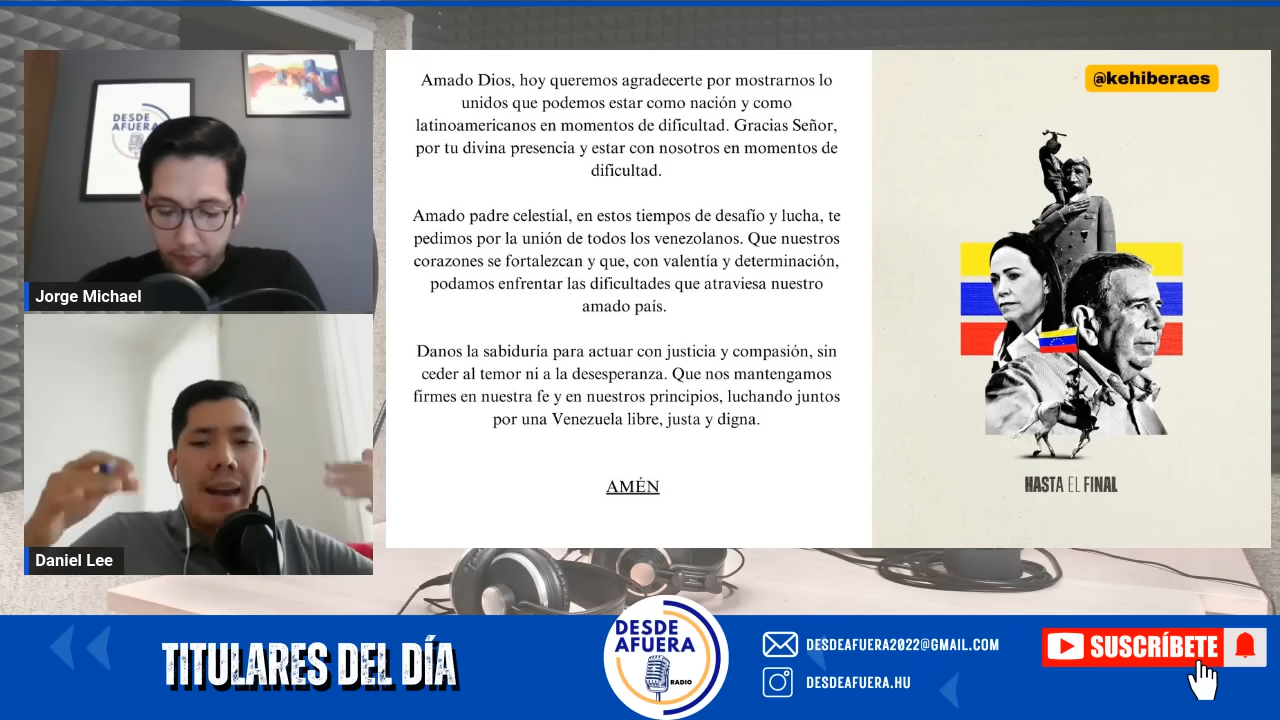 DESDE
AFUERA
Jorge Michael
Daniel Lee
Amado Dios, hoy queremos agradecerte por mostrarnos lo
unidos que podemos estar como nación y como
latinoamericanos en momentos de dificultad. Gracias Señor,
por tu divina presencia y estar con nosotros en momentos de
dificultad.
Amado padre celestial, en estos tiempos de desafío y lucha, te
pedimos por la unión de todos los venezolanos. Que nuestros
corazones se fortalezcan y que, con valentía y determinación,
podamos enfrentar las dificultades que atraviesa nuestro
amado país.
Danos la sabiduría para actuar con justicia y compasión, sin
ceder al temor ni a la desesperanza. Que nos mantengamos
firmes en nuestra fe y en nuestros principios, luchando juntos
por una Venezuela libre, justa y digna.
AMÉN
@kehiberaes
HASTA EL FINAL
TITULARES DEL DÍA
DESDE
AFUERA
RADIO
DESDEAFUERA2022@GMAIL.COM
DESDEAFUERA.HU
SUSCRÍBETE